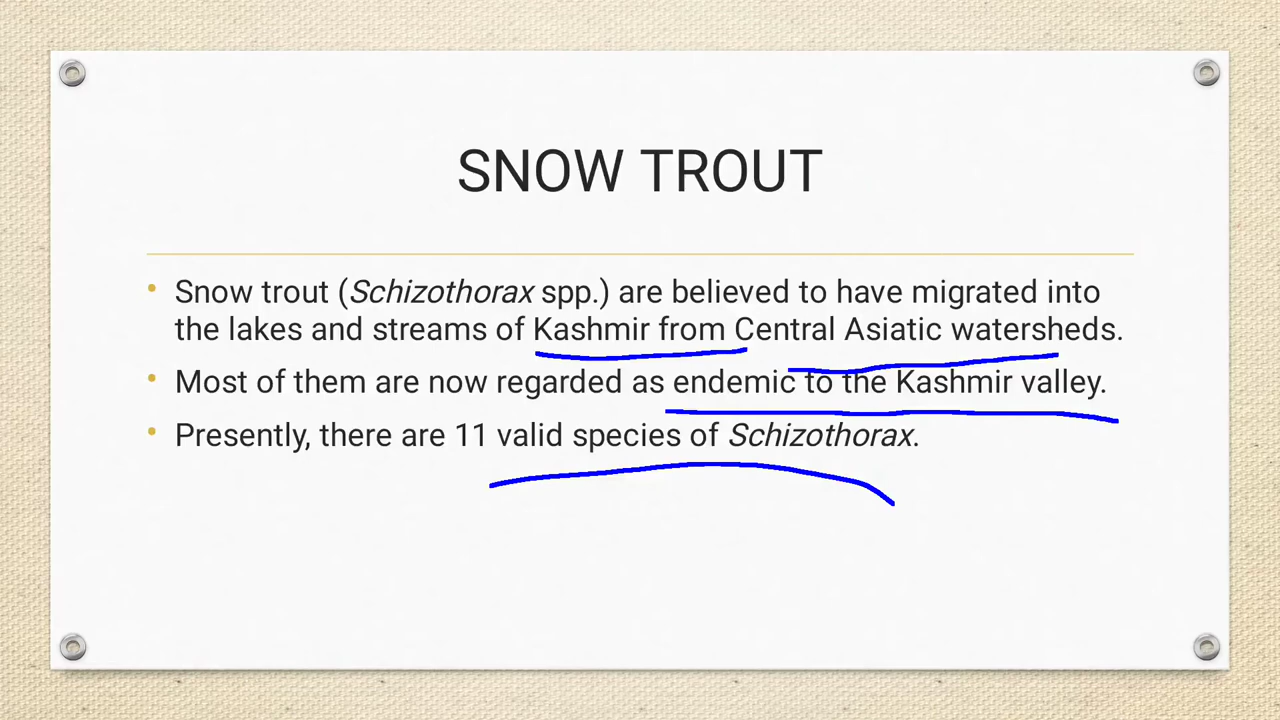 SNOW TROUT
• Snow trout (Schizothorax spp.) are believed to have migrated into
the lakes and streams of Kashmir from Central Asiatic watersheds.
• Most of them are now regarded as endemic to the Kashmir valley.
• Presently, there are 11 valid species of Schizothorax.